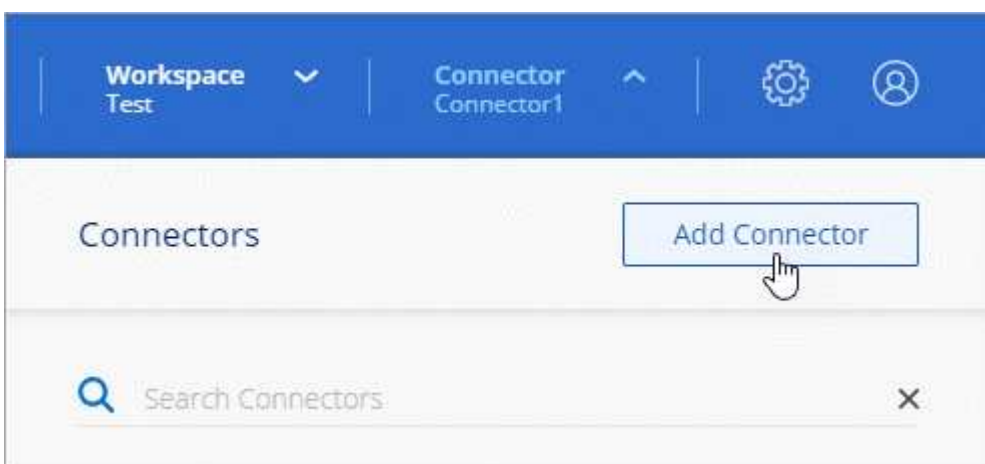 Workspace
Test
Connector
Connector1
Connectors
Add Connector
Search Connectors